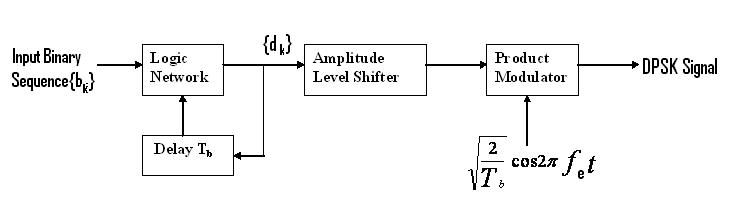 Input Binary
Sequence{bk}
Logic
Network
{dk}
Amplitude
Level Shifter
Product
Modulator
DPSK Signal
Delay Tb
√(2/Tb) cos2π fet